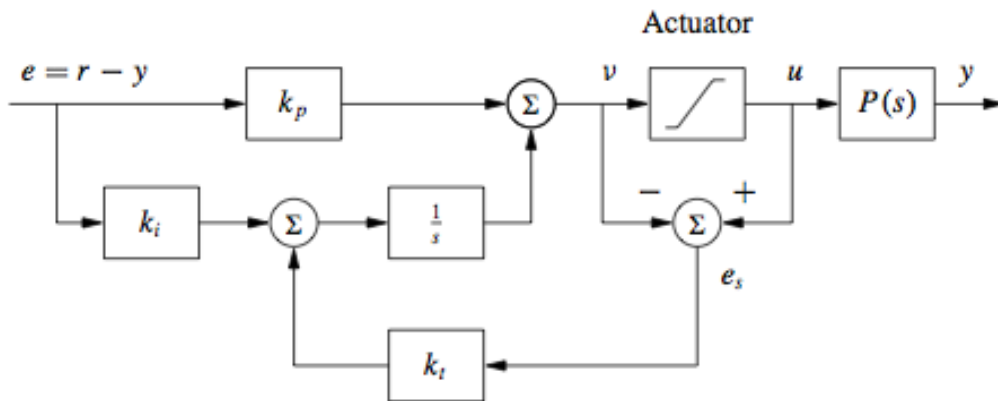 Actuator
e = r − y
v
u
y
k_p
Σ
P(s)
−
+
k_i
Σ
1/s
Σ
e_s
k_t